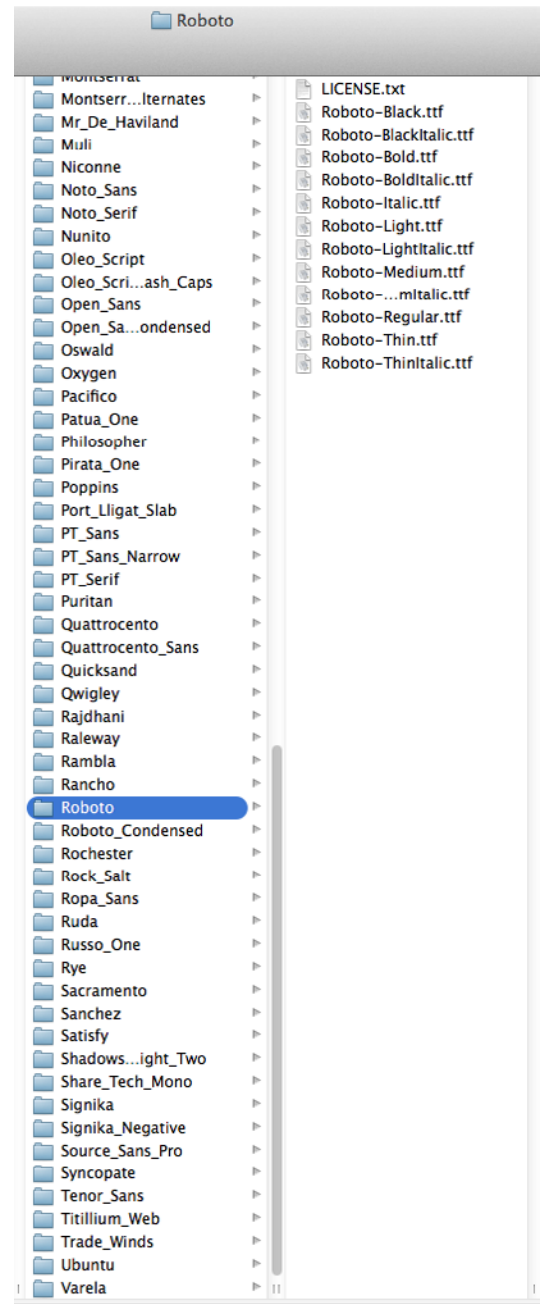 Roboto
Montserrat
Montserr...lternates
Mr_De_Haviland
Muli
Niconne
Noto_Sans
Noto_Serif
Nunito
Oleo_Script
Oleo_Scri...ash_Caps
Open_Sans
Open_Sa...ondensed
Oswald
Oxygen
Pacifico
Patua_One
Philosopher
Pirata_One
Poppins
Port_Lligat_Slab
PT_Sans
PT_Sans_Narrow
PT_Serif
Puritan
Quattrocento
Quattrocento_Sans
Quicksand
Qwigley
Rajdhani
Raleway
Rambla
Rancho
Roboto
Roboto_Condensed
Rochester
Rock_Salt
Ropa_Sans
Ruda
Russo_One
Rye
Sacramento
Sanchez
Satisfy
Shadows...ight_Two
Share_Tech_Mono
Signika
Signika_Negative
Source_Sans_Pro
Syncopate
Tenor_Sans
Titillium_Web
Trade_Winds
Ubuntu
Varela
LICENSE.txt
Roboto-Black.ttf
Roboto-BlackItalic.ttf
Roboto-Bold.ttf
Roboto-BoldItalic.ttf
Roboto-Italic.ttf
Roboto-Light.ttf
Roboto-LightItalic.ttf
Roboto-Medium.ttf
Roboto-...mItalic.ttf
Roboto-Regular.ttf
Roboto-Thin.ttf
Roboto-ThinItalic.ttf